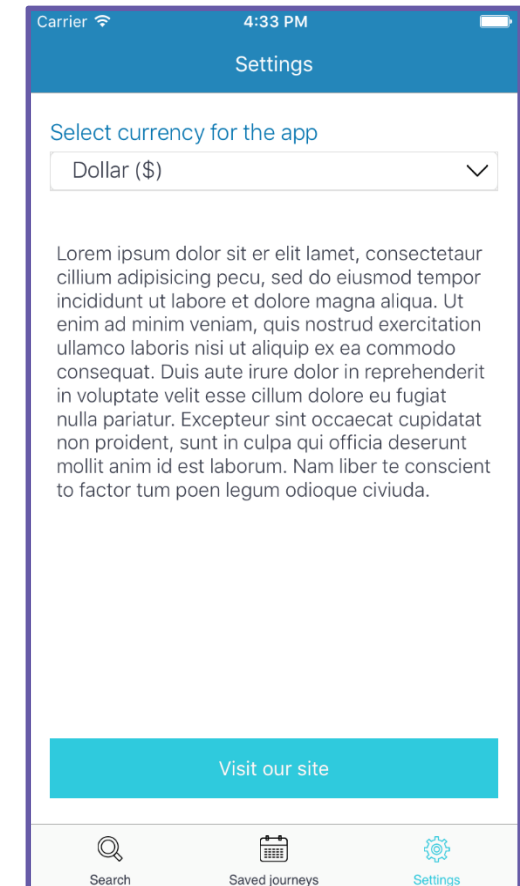 Carrier 4:33 PM
Settings
Select currency for the app
Dollar ($)
Lorem ipsum dolor sit er elit lamet, consectetaur
cillium adipisicing pecu, sed do eiusmod tempor
incididunt ut labore et dolore magna aliqua. Ut
enim ad minim veniam, quis nostrud exercitation
ullamco laboris nisi ut aliquip ex ea commodo
consequat. Duis aute irure dolor in reprehenderit
in voluptate velit esse cillum dolore eu fugiat
nulla pariatur. Excepteur sint occaecat cupidatat
non proident, sunt in culpa qui officia deserunt
mollit anim id est laborum. Nam liber te conscient
to factor tum poen legum odioque civiuda.
Visit our site
Search Saved journeys Settings